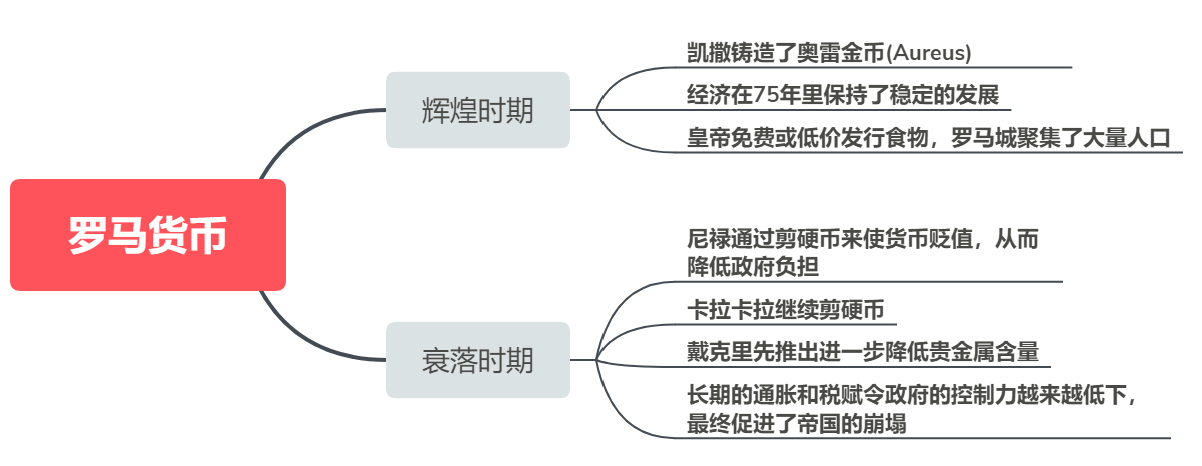 罗马货币
辉煌时期
凯撒铸造了奥雷金币(Aureus)
经济在75年里保持了稳定的发展
皇帝免费或低价发行食物，罗马城聚集了大量人口
衰落时期
尼禄通过剪硬币来使货币贬值，从而
降低政府负担
卡拉卡拉继续剪硬币
戴克里先推出进一步降低贵金属含量
长期的通胀和税赋令政府的控制力越来越低下，
最终促进了帝国的崩塌